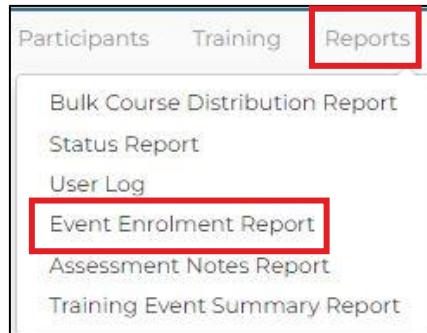 Participants Training Reports
Bulk Course Distribution Report
Status Report
User Log
Event Enrolment Report
Assessment Notes Report
Training Event Summary Report